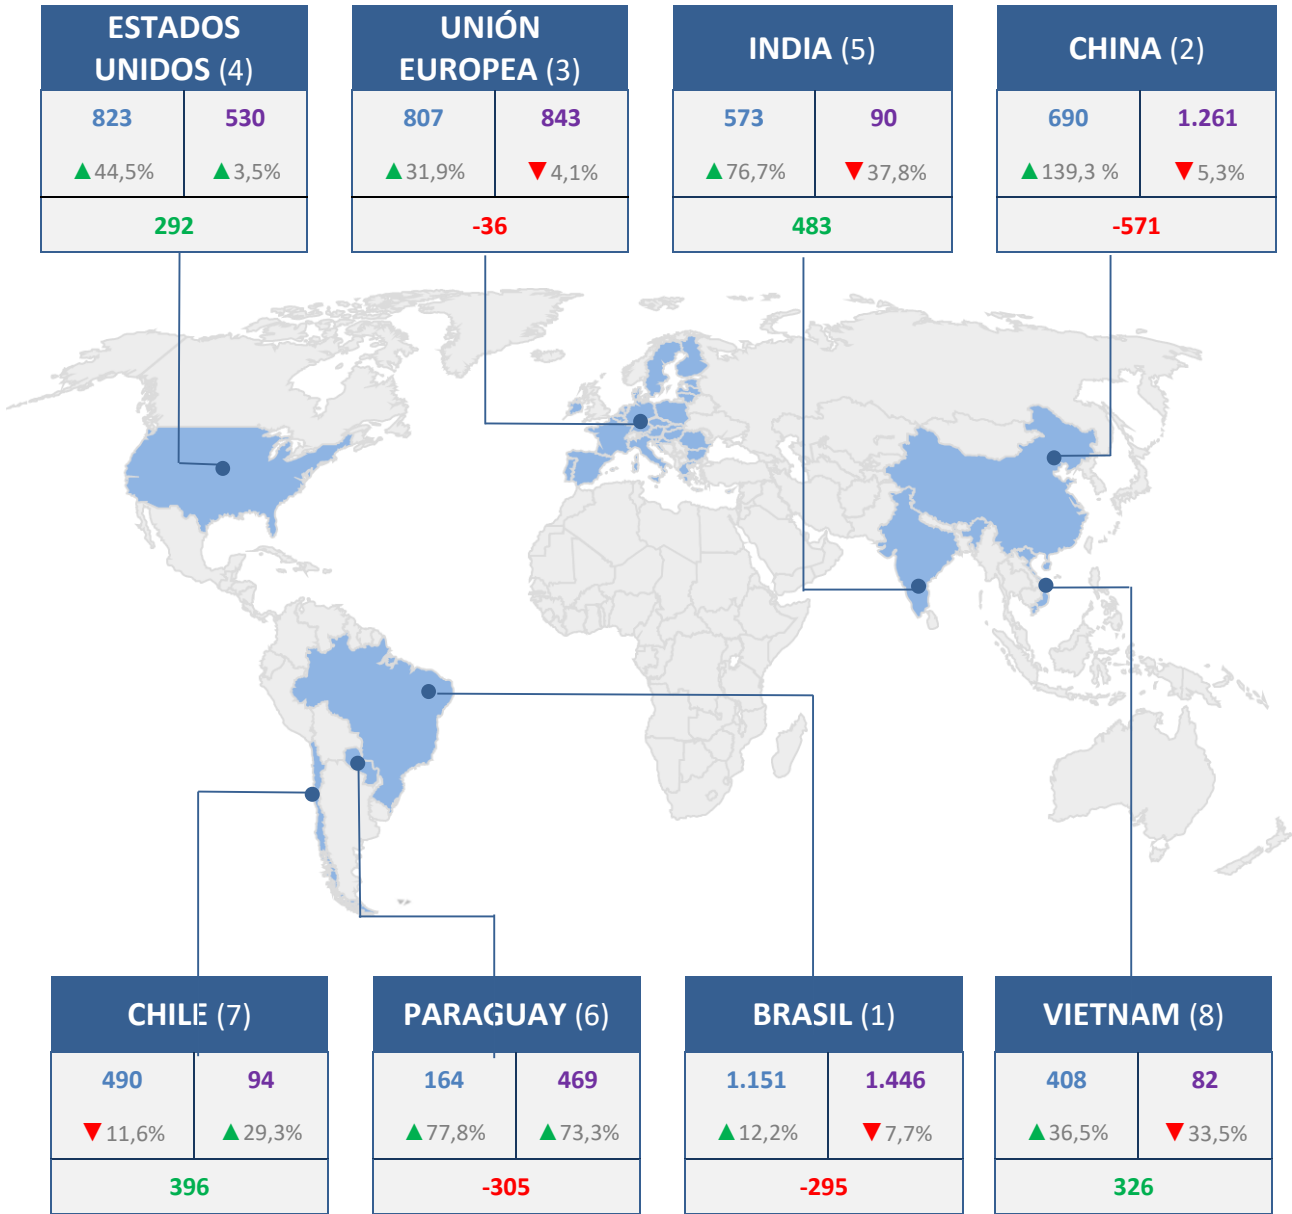 ESTADOS
UNIDOS (4)
823 530
▲44,5% ▲3,5%
292
UNIÓN
EUROPEA (3)
807 843
▲31,9% ▼4,1%
-36
INDIA (5)
573 90
▲76,7% ▼37,8%
483
CHINA (2)
690 1.261
▲139,3 % ▼5,3%
-571
CHILE (7)
490 94
▼11,6% ▲29,3%
396
PARAGUAY (6)
164 469
▲77,8% ▲73,3%
-305
BRASIL (1)
1.151 1.446
▲12,2% ▼7,7%
-295
VIETNAM (8)
408 82
▲36,5% ▼33,5%
326